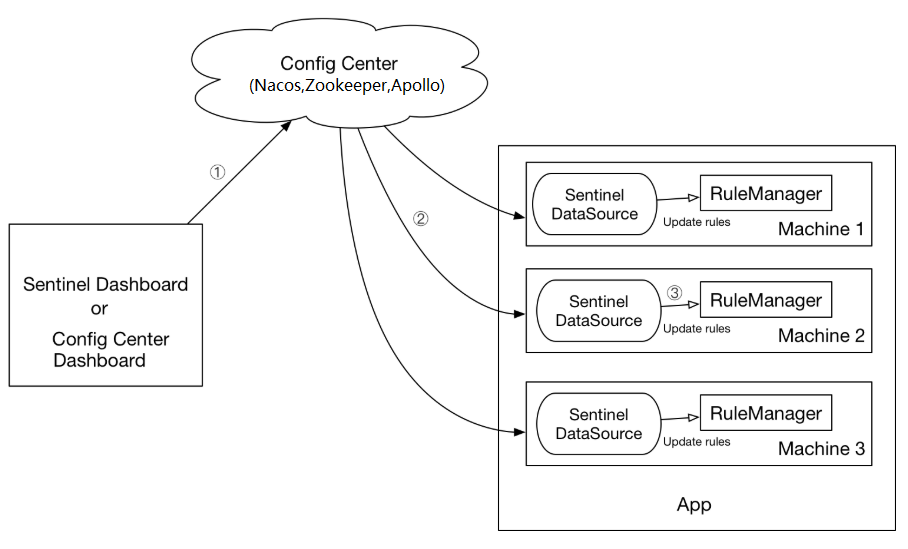 Config Center
(Nacos,Zookeeper,Apollo)
①
②
Sentinel Dashboard
or
Config Center
Dashboard
Sentinel
DataSource
RuleManager
Update rules
Machine 1
Sentinel
DataSource
③
RuleManager
Update rules
Machine 2
Sentinel
DataSource
RuleManager
Update rules
Machine 3
App